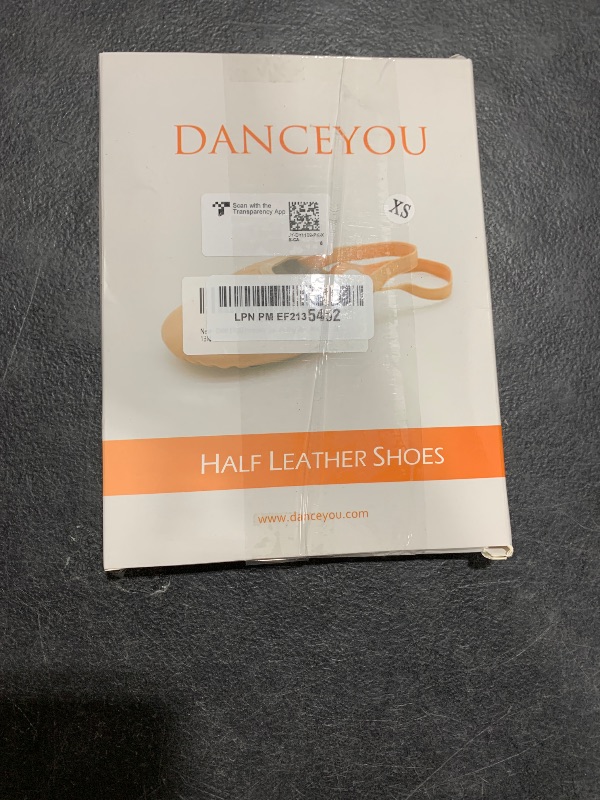 DANCEYOU
Scan with the
Transparency App
XS
LPN PM EF2135452
HALF LEATHER SHOES
www.danceyou.com